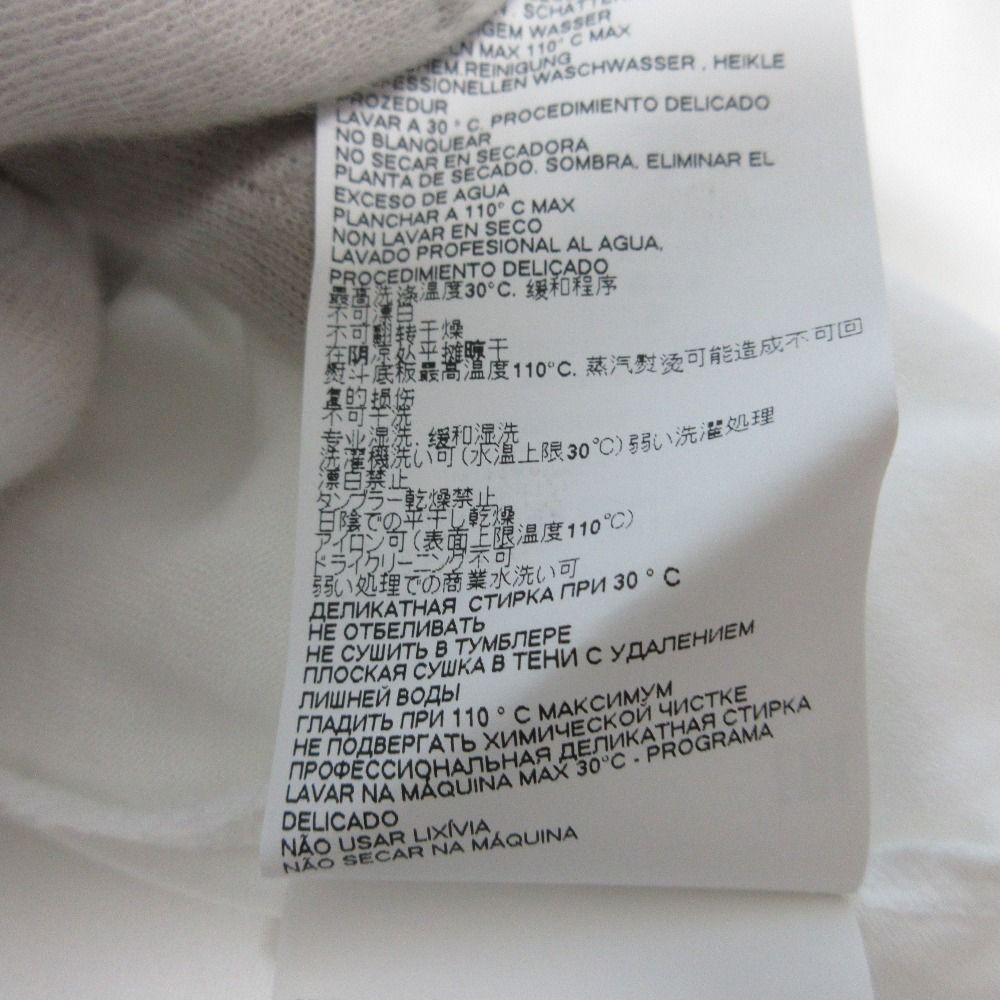 , SCHATTEN
IGEM WASSER
LN MAX 110° C MAX
HEM.REINIGUNG
FESSIONELLEN WASCHWASSER , HEIKLE
PROZEDUR
LAVAR A 30 ° C, PROCEDIMIENTO DELICADO
NO BLANQUEAR
NO SECAR EN SECADORA
PLANTA DE SECADO. SOMBRA. ELIMINAR EL
EXCESO DE AGUA
PLANCHAR A 110° C MAX
NON LAVAR EN SECO
LAVADO PROFESIONAL AL AGUA,
PROCEDIMIENTO DELICADO
最高洗涤温度30°C. 缓和程序
不可漂白
不可翻转干燥
在阴凉处平摊晾干
熨斗底板最高温度110°C. 蒸汽熨烫可能造成不可回
复的损伤
不可干洗
专业湿洗. 缓和湿洗
洗濯機洗い可(水温上限30°C)弱い洗濯処理
漂白禁止
タンブラー乾燥禁止
日陰での平干し乾燥
アイロン可(表面上限温度110°C)
ドライクリーニング不可
弱い処理での商業水洗い可
ДЕЛИКАТНАЯ СТИРКА ПРИ 30 ° C
НЕ ОТБЕЛИВАТЬ
НЕ СУШИТЬ В ТУМБЛЕРЕ
ПЛОСКАЯ СУШКА В ТЕНИ С УДАЛЕНИЕМ
ЛИШНЕЙ ВОДЫ
ГЛАДИТЬ ПРИ 110 ° C МАКСИМУМ
НЕ ПОДВЕРГАТЬ ХИМИЧЕСКОЙ ЧИСТКЕ
ПРОФЕССИОНАЛЬНАЯ ДЕЛИКАТНАЯ СТИРКА
LAVAR NA MÁQUINA MAX 30°C - PROGRAMA
DELICADO
NÃO USAR LIXÍVIA
NÃO SECAR NA MÁQUINA